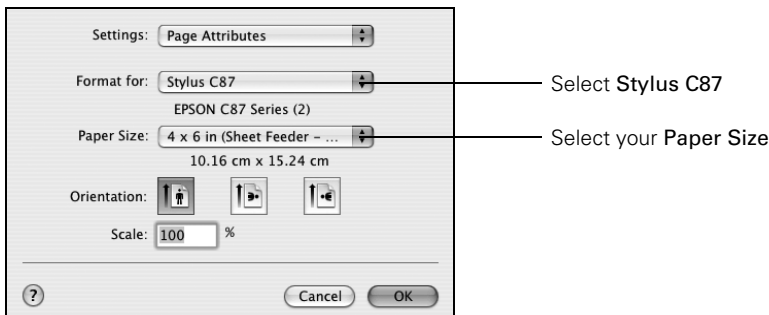 Settings: Page Attributes
Format for: Stylus C87
Select Stylus C87
EPSON C87 Series (2)
Paper Size: 4 x 6 in (Sheet Feeder – ...
Select your Paper Size
10.16 cm x 15.24 cm
Orientation:
Scale: 100 %
? Cancel OK